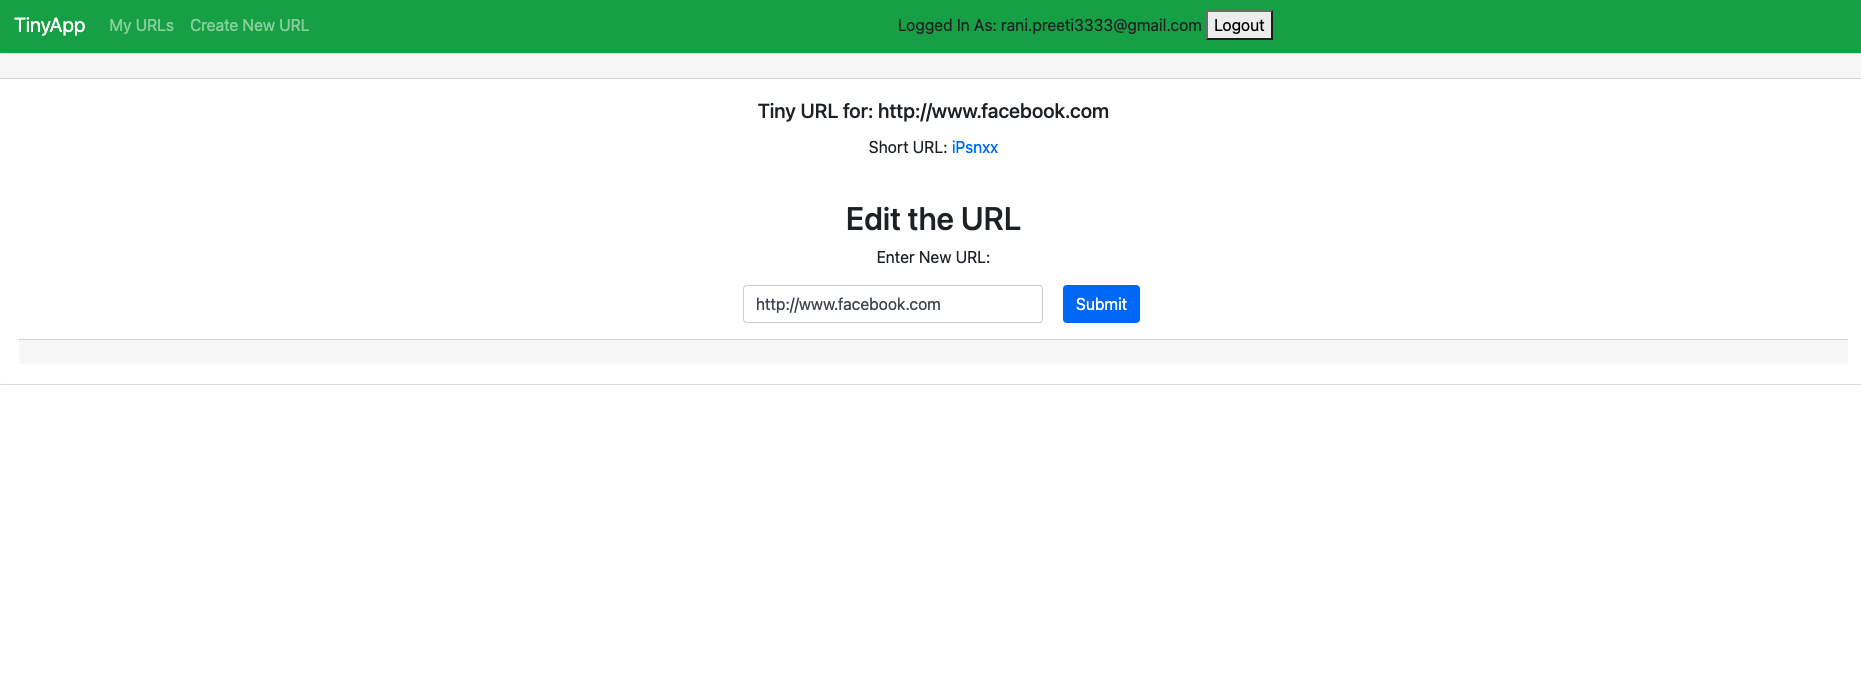 TinyApp My URLs Create New URL Logged In As: rani.preeti3333@gmail.com Logout
Tiny URL for: http://www.facebook.com
Short URL: iPsnxx
Edit the URL
Enter New URL:
http://www.facebook.com Submit